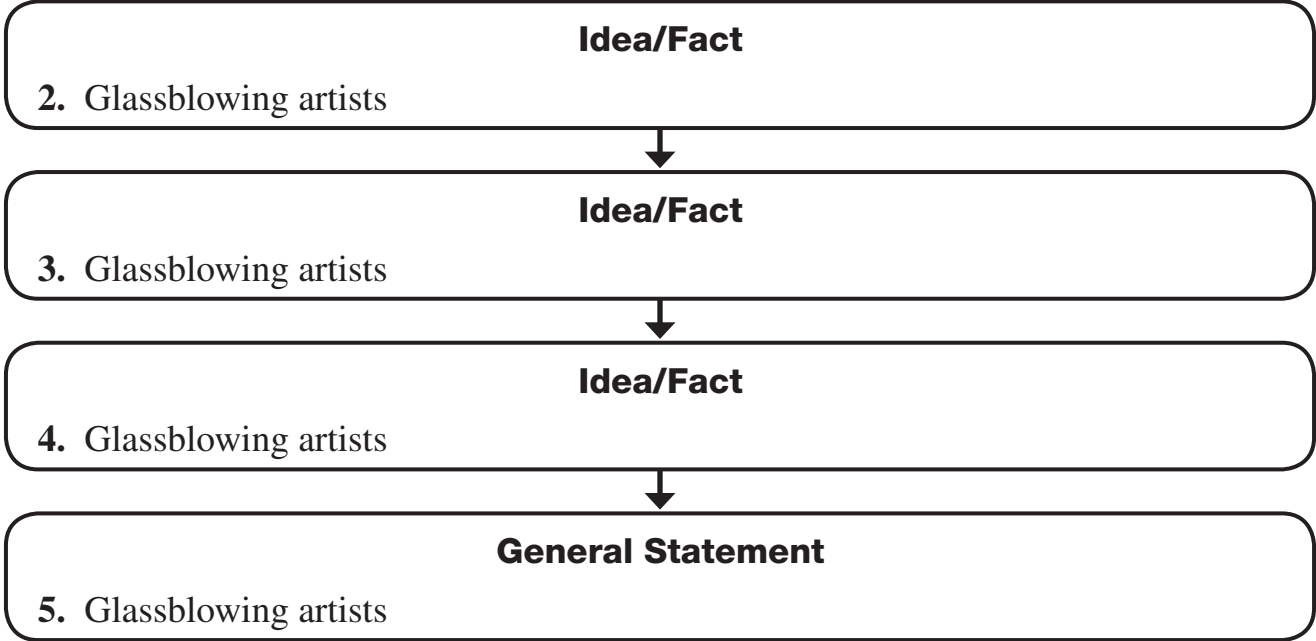 Idea/Fact
2. Glassblowing artists
Idea/Fact
3. Glassblowing artists
Idea/Fact
4. Glassblowing artists
General Statement
5. Glassblowing artists